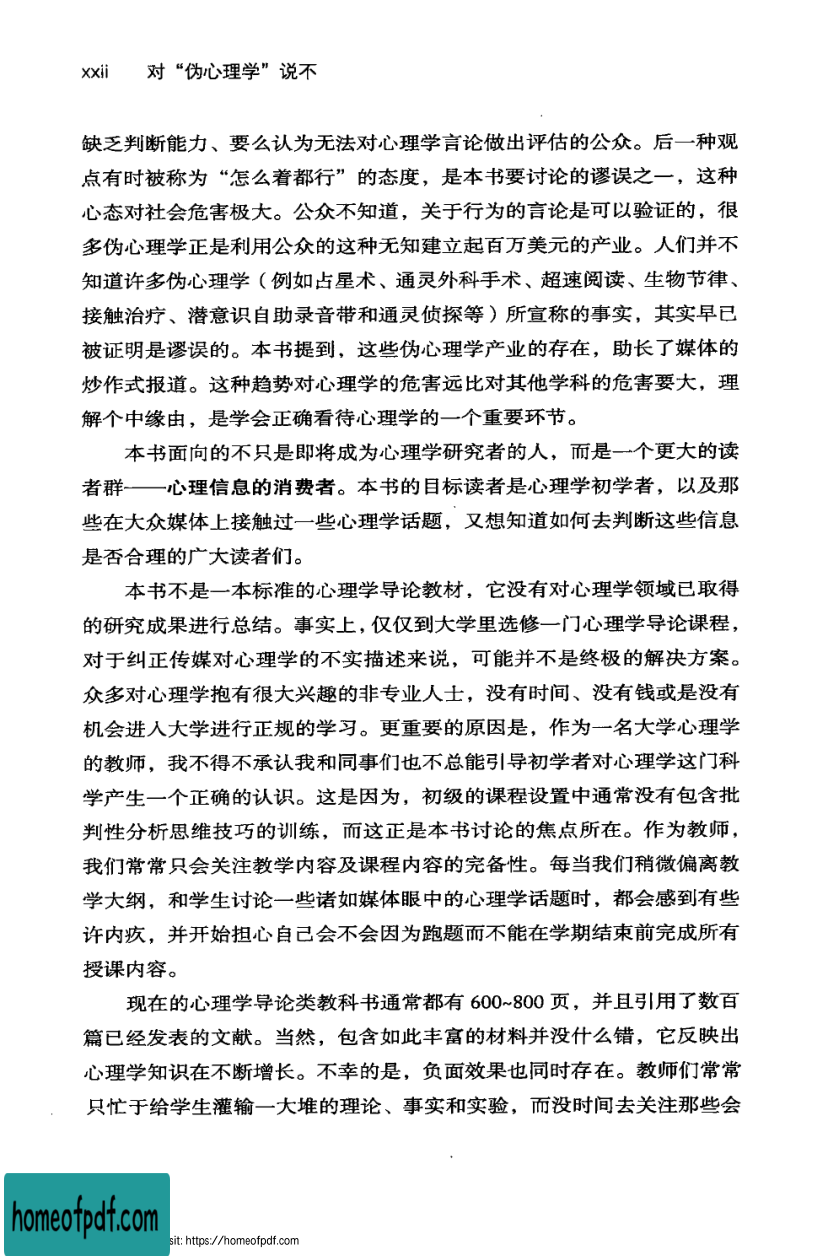 xxii 对“伪心理学”说不
缺乏判断能力、要么认为无法对心理学言论做出评估的公众。后一种观
点有时被称为“怎么着都行”的态度，是本书要讨论的谬误之一，这种
心态对社会危害极大。公众不知道，关于行为的言论是可以验证的，很
多伪心理学正是利用公众的这种无知建立起百万美元的产业。人们并不
知道许多伪心理学（例如占星术、通灵外科手术、超速阅读、生物节律、
接触治疗、潜意识自助录音带和通灵侦探等）所宣称的事实，其实早已
被证明是谬误的。本书提到，这些伪心理学产业的存在，助长了媒体的
炒作式报道。这种趋势对心理学的危害远比对其他学科的危害要大，理
解个中缘由，是学会正确看待心理学的一个重要环节。
本书面向的不只是即将成为心理学研究者的人，而是一个更大的读
者群——心理信息的消费者。本书的目标读者是心理学初学者，以及那
些在大众媒体上接触过一些心理学话题，又想知道如何去判断这些信息
是否合理的广大读者们。
本书不是一本标准的心理学导论教材，它没有对心理学领域已取得
的研究成果进行总结。事实上，仅仅到大学里选修一门心理学导论课程，
对于纠正传媒对心理学的不实描述来说，可能并不是终极的解决方案。
众多对心理学抱有很大兴趣的非专业人士，没有时间、没有钱或是没有
机会进入大学进行正规的学习。更重要的原因是，作为一名大学心理学
的教师，我不得不承认我和同事们也不总能引导初学者对心理学这门科
学产生一个正确的认识。这是因为，初级的课程设置中通常没有包含批
判性分析思维技巧的训练，而这正是本书讨论的焦点所在。作为教师，
我们常常只会关注教学内容及课程内容的完备性。每当我们稍微偏离教
学大纲，和学生讨论一些诸如媒体眼中的心理学话题时，都会感到有些
许内疚，并开始担心自己会不会因为跑题而不能在学期结束前完成所有
授课内容。
现在的心理学导论类教科书通常都有 600~800 页，并且引用了数百
篇已经发表的文献。当然，包含如此丰富的材料并没什么错，它反映出
心理学知识在不断增长。不幸的是，负面效果也同时存在。教师们常常
只忙于给学生灌输一大堆的理论、事实和实验，而没时间去关注那些会
homeofpdf.com
sit: https://homeofpdf.com